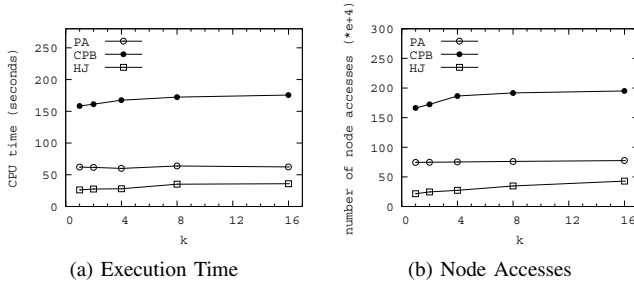 PA
CPB
HJ
250
200
150
100
50
0
CPU time (seconds)
0 4 8 12 16
k
(a) Execution Time
PA
CPB
HJ
300
250
200
150
100
50
0
number of node accesses (*e+4)
0 4 8 12 16
k
(b) Node Accesses